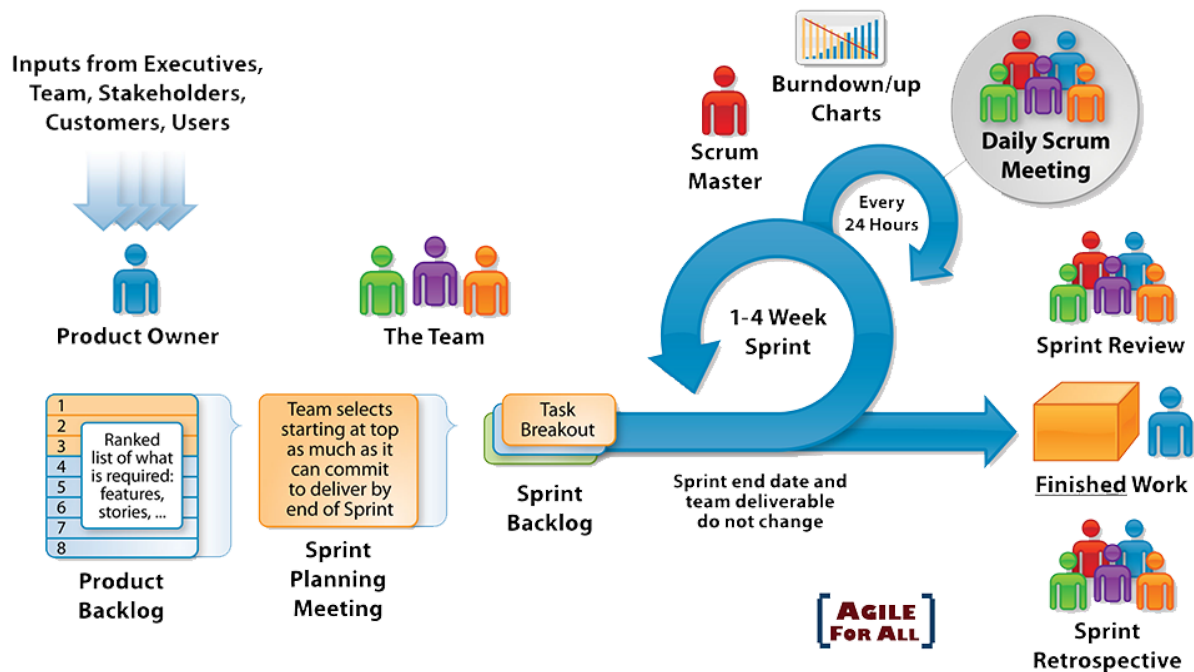 Inputs from Executives,
Team, Stakeholders,
Customers, Users
Product Owner
The Team
Scrum
Master
Burndown/up
Charts
Daily Scrum
Meeting
Every
24 Hours
1-4 Week
Sprint
Sprint Review
1
2
3
4
5
6
7
8
Ranked
list of what
is required:
features,
stories, ...
Product
Backlog
Team selects
starting at top
as much as it
can commit
to deliver by
end of Sprint
Sprint
Planning
Meeting
Task
Breakout
Sprint
Backlog
Sprint end date and
team deliverable
do not change
Finished Work
Sprint
Retrospective
AGILE
FOR ALL